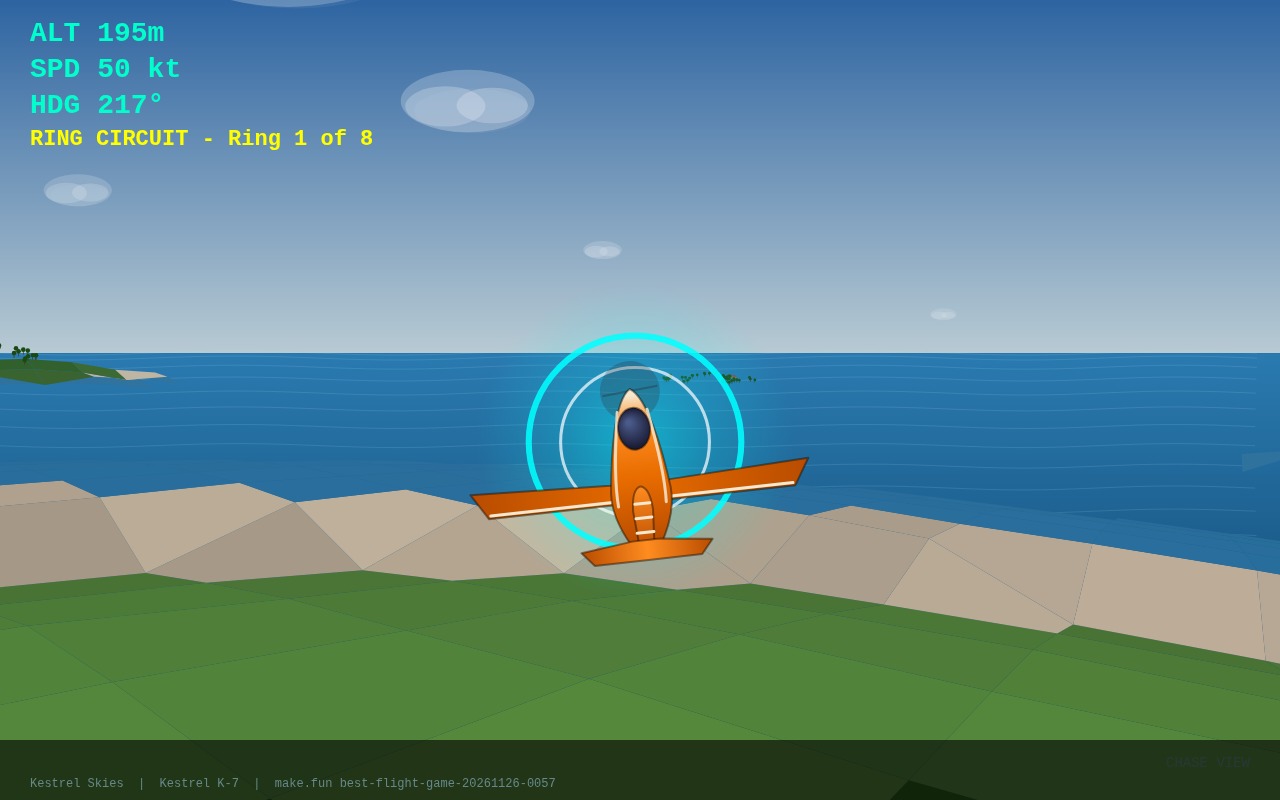 ALT 195m
SPD 50 kt
HDG 217°
RING CIRCUIT - Ring 1 of 8
CHASE VIEW
Kestrel Skies | Kestrel K-7 | make.fun best-flight-game-20261126-0057